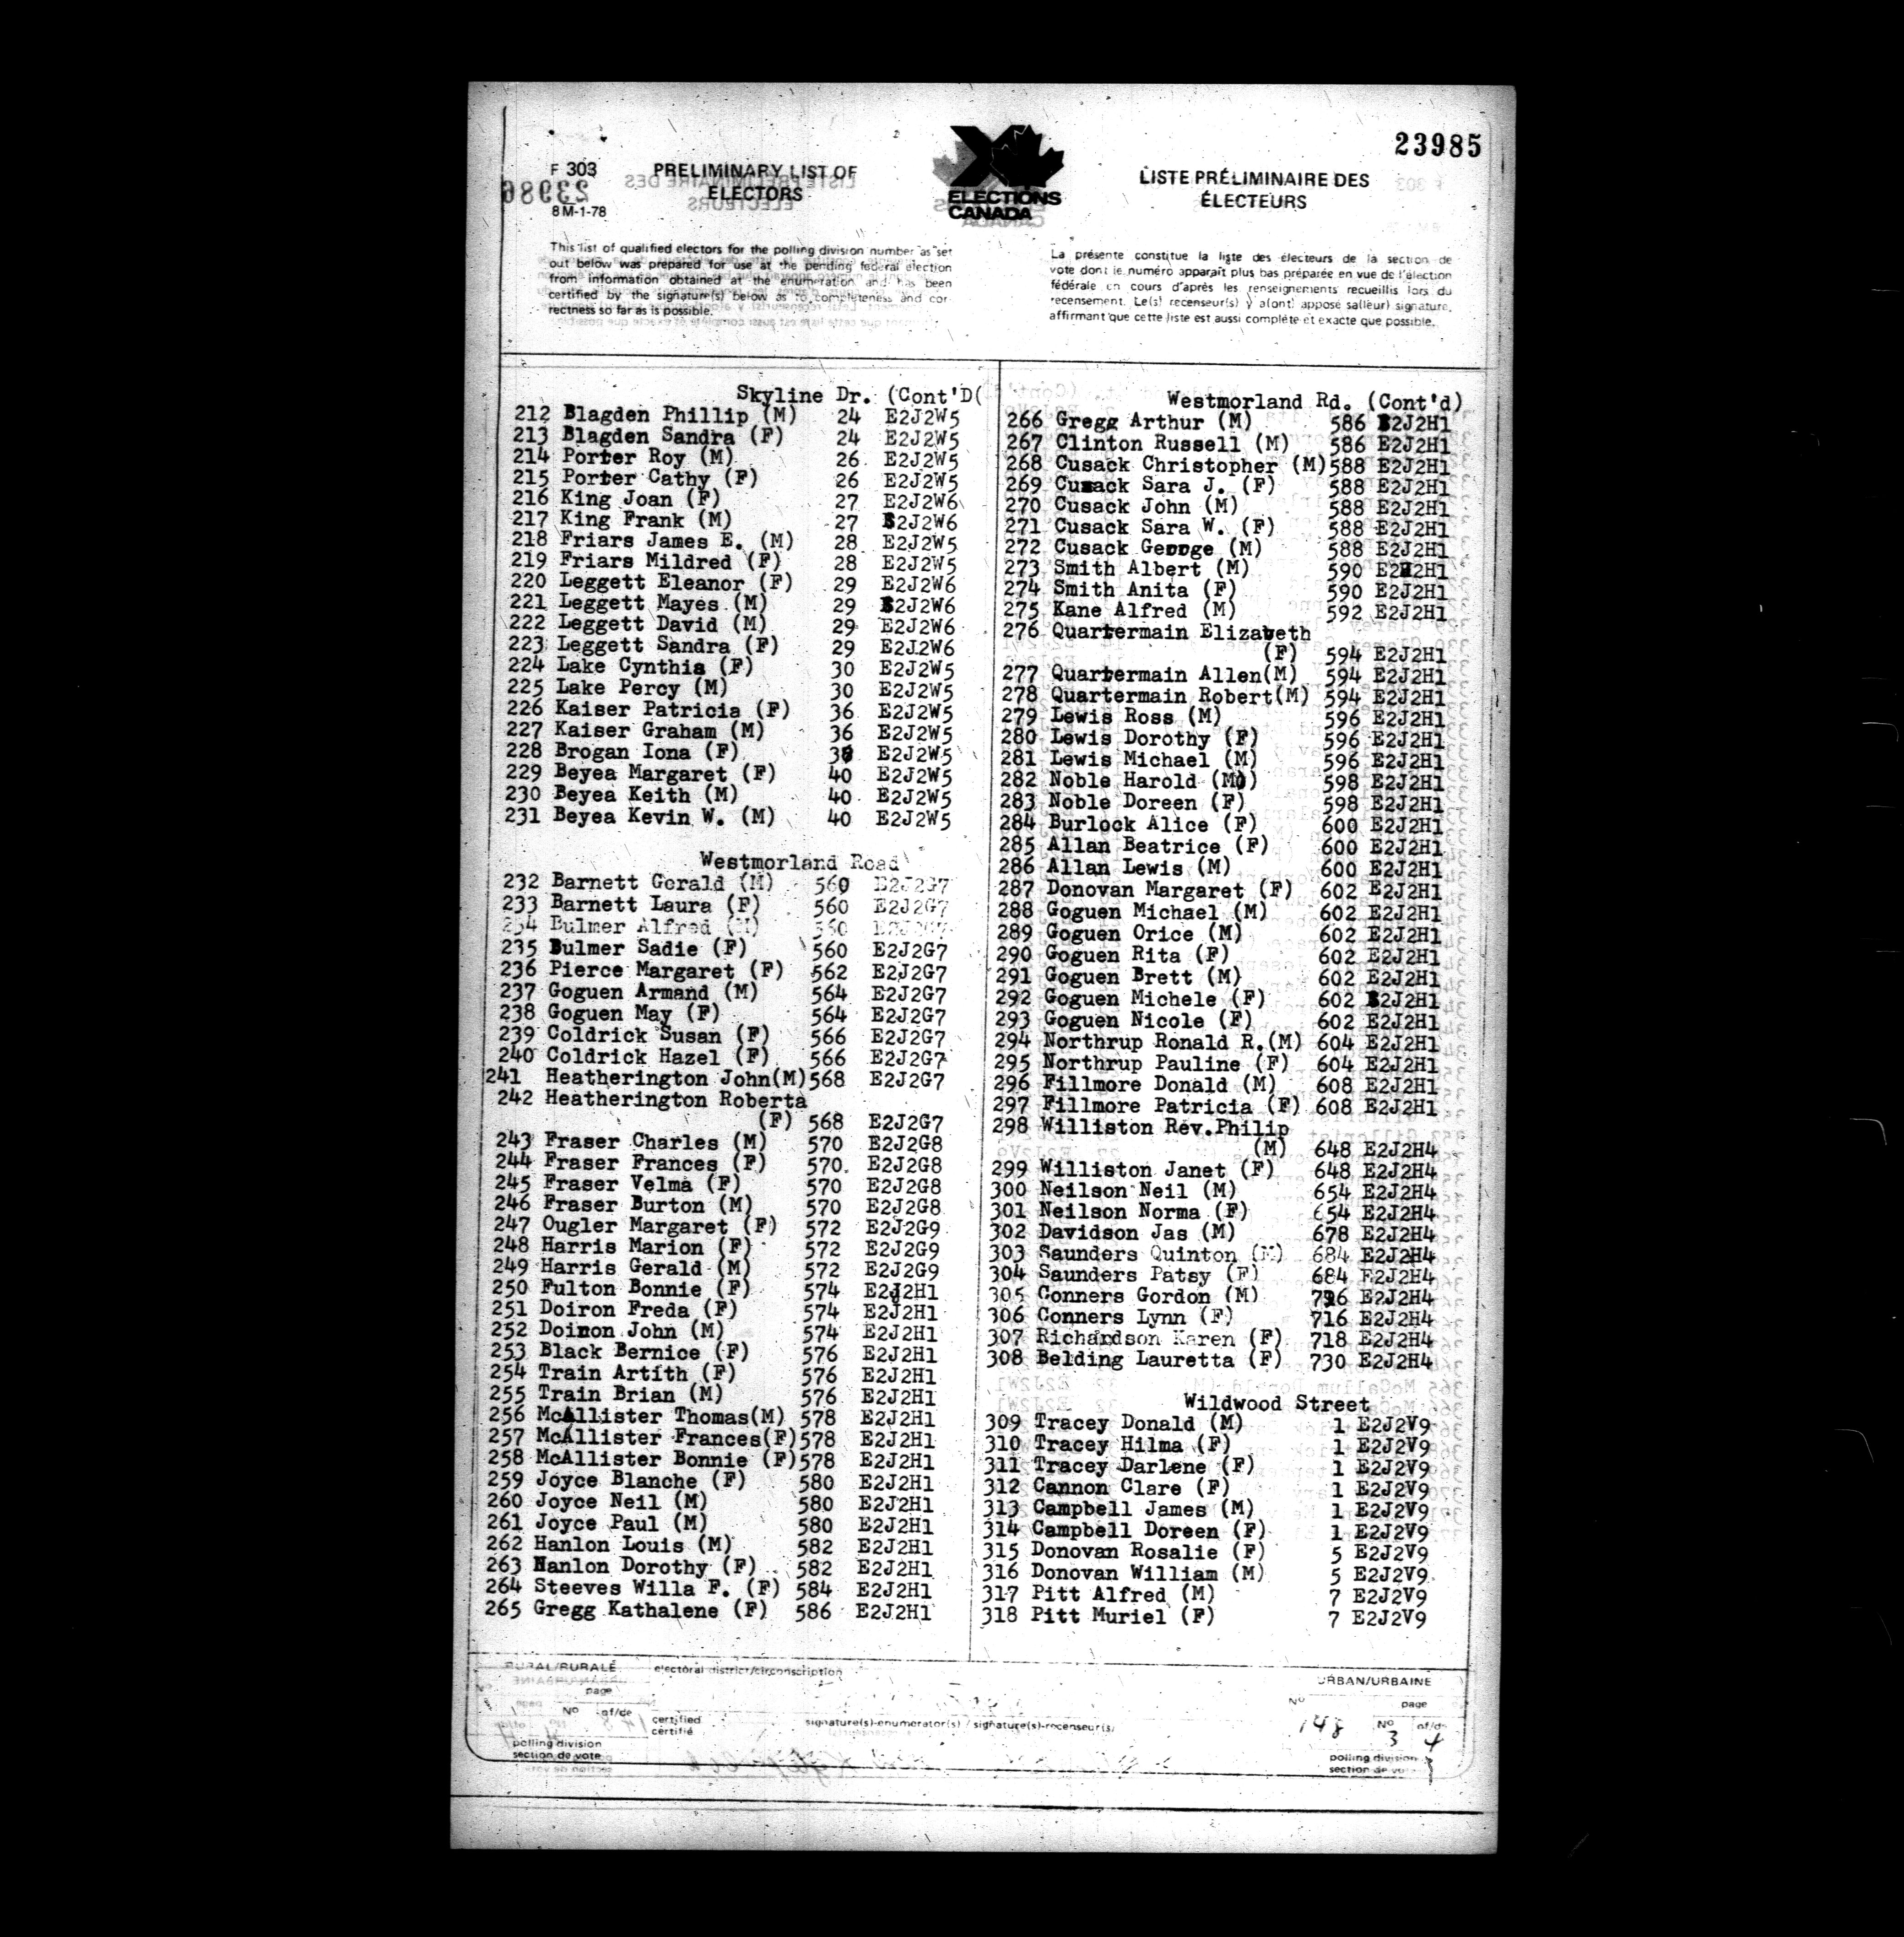 23985
F 303
PRELIMINARY LIST OF
ELECTORS
8 M-1-78
ELECTIONS
CANADA
LISTE PRÉLIMINAIRE DES
ÉLECTEURS
This list of qualified electors for the polling division number as set
out below was prepared for use at the pending federal election
from information obtained at the enumeration and has been
certified by the signature(s) below as to completeness and cor-
rectness so far as is possible.
La présente constitue la liste des électeurs de la section de
vote dont le numéro apparaît plus bas préparée en vue de l'élection
fédérale en cours d'après les renseignements recueillis lors du
recensement. Le(s) recenseur(s) y a(ont) apposé sa(leur) signature,
affirmant que cette liste est aussi complète et exacte que possible.
Skyline Dr. (Cont'D(
212 Blagden Phillip (M) 24 E2J2W5
213 Blagden Sandra (F) 24 E2J2W5
214 Porter Roy (M) 26 E2J2W5
215 Porter Cathy (F) 26 E2J2W5
216 King Joan (F) 27 E2J2W6
217 King Frank (M) 27 E2J2W6
218 Friars James E. (M) 28 E2J2W5
219 Friars Mildred (F) 28 E2J2W5
220 Leggett Eleanor (F) 29 E2J2W6
221 Leggett Mayes (M) 29 E2J2W6
222 Leggett David (M) 29 E2J2W6
223 Leggett Sandra (F) 29 E2J2W6
224 Lake Cynthia (F) 30 E2J2W5
225 Lake Percy (M) 30 E2J2W5
226 Kaiser Patricia (F) 36 E2J2W5
227 Kaiser Graham (M) 36 E2J2W5
228 Brogan Iona (F) E2J2W5
229 Beyea Margaret (F) 40 E2J2W5
230 Beyea Keith (M) 40 E2J2W5
231 Beyea Kevin W. (M) 40 E2J2W5
Westmorland Road
232 Barnett Gerald (M) 560 E2J2G7
233 Barnett Laura (F) 560 E2J2G7
234 Bulmer Alfred (M) 560 E2J2G7
235 Bulmer Sadie (F) 560 E2J2G7
236 Pierce Margaret (F) 562 E2J2G7
237 Goguen Armand (M) 564 E2J2G7
238 Goguen May (F) 564 E2J2G7
239 Coldrick Susan (F) 566 E2J2G7
240 Coldrick Hazel (F) 566 E2J2G7
241 Heatherington John(M)568 E2J2G7
242 Heatherington Roberta
(F) 568 E2J2G7
243 Fraser Charles (M) 570 E2J2G8
244 Fraser Frances (F) 570 E2J2G8
245 Fraser Velma (F) 570 E2J2G8
246 Fraser Burton (M) 570 E2J2G8
247 Ougler Margaret (F) 572 E2J2G9
248 Harris Marion (F) 572 E2J2G9
249 Harris Gerald (M) 572 E2J2G9
250 Fulton Bonnie (F) 574 E2J2H1
251 Doiron Freda (F) 574 E2J2H1
252 Doiron John (M) 574 E2J2H1
253 Black Bernice (F) 576 E2J2H1
254 Train Artith (F) 576 E2J2H1
255 Train Brian (M) 576 E2J2H1
256 McAllister Thomas(M) 578 E2J2H1
257 McAllister Frances(F)578 E2J2H1
258 McAllister Bonnie (F)578 E2J2H1
259 Joyce Blanche (F) 580 E2J2H1
260 Joyce Neil (M) 580 E2J2H1
261 Joyce Paul (M) 580 E2J2H1
262 Hanlon Louis (M) 582 E2J2H1
263 Hanlon Dorothy (F) 582 E2J2H1
264 Steeves Willa F. (F) 584 E2J2H1
265 Gregg Kathalene (F) 586 E2J2H1
Westmorland Rd. (Cont'd)
266 Gregg Arthur (M) 586 E2J2H1
267 Clinton Russell (M) 586 E2J2H1
268 Cusack Christopher (M)588 E2J2H1
269 Cusack Sara J. (F) 588 E2J2H1
270 Cusack John (M) 588 E2J2H1
271 Cusack Sara W. (F) 588 E2J2H1
272 Cusack George (M) 588 E2J2H1
273 Smith Albert (M) 590 E2J2H1
274 Smith Anita (F) 590 E2J2H1
275 Kane Alfred (M) 592 E2J2H1
276 Quartermain Elizabeth
(F) 594 E2J2H1
277 Quartermain Allen(M) 594 E2J2H1
278 Quartermain Robert(M) 594 E2J2H1
279 Lewis Ross (M) 596 E2J2H1
280 Lewis Dorothy (F) 596 E2J2H1
281 Lewis Michael (M) 596 E2J2H1
282 Noble Harold (M) 598 E2J2H1
283 Noble Doreen (F) 598 E2J2H1
284 Burlock Alice (F) 600 E2J2H1
285 Allan Beatrice (F) 600 E2J2H1
286 Allan Lewis (M) 600 E2J2H1
287 Donovan Margaret (F) 602 E2J2H1
288 Goguen Michael (M) 602 E2J2H1
289 Goguen Orice (M) 602 E2J2H1
290 Goguen Rita (F) 602 E2J2H1
291 Goguen Brett (M) 602 E2J2H1
292 Goguen Michele (F) 602 E2J2H1
293 Goguen Nicole (F) 602 E2J2H1
294 Northrup Ronald R.(M) 604 E2J2H1
295 Northrup Pauline (F) 604 E2J2H1
296 Fillmore Donald (M) 608 E2J2H1
297 Fillmore Patricia (F) 608 E2J2H1
298 Williston Rev.Philip
(M) 648 E2J2H4
299 Williston Janet (F) 648 E2J2H4
300 Neilson Neil (M) 654 E2J2H4
301 Neilson Norma (F) 654 E2J2H4
302 Davidson Jas (M) 678 E2J2H4
303 Saunders Quinton (M) 684 E2J2H4
304 Saunders Patsy (F) 684 E2J2H4
305 Conners Gordon (M) 716 E2J2H4
306 Conners Lynn (F) 716 E2J2H4
307 Richardson Karen (F) 718 E2J2H4
308 Belding Lauretta (F) 730 E2J2H4
Wildwood Street
309 Tracey Donald (M) 1 E2J2V9
310 Tracey Hilma (F) 1 E2J2V9
311 Tracey Darlene (F) 1 E2J2V9
312 Cannon Clare (F) 1 E2J2V9
313 Campbell James (M) 1 E2J2V9
314 Campbell Doreen (F) 1 E2J2V9
315 Donovan Rosalie (F) 5 E2J2V9
316 Donovan William (M) 5 E2J2V9
317 Pitt Alfred (M) 7 E2J2V9
318 Pitt Muriel (F) 7 E2J2V9
RURAL/RURALE
electoral district/circonscription
URBAN/URBAINE
page
No of/de
certified
certifié
signature(s)-enumerator(s) / signature(s)-recenseur(s)
polling division
section de vote
No
page
148 No 3 of/de 4
polling division
section de vote